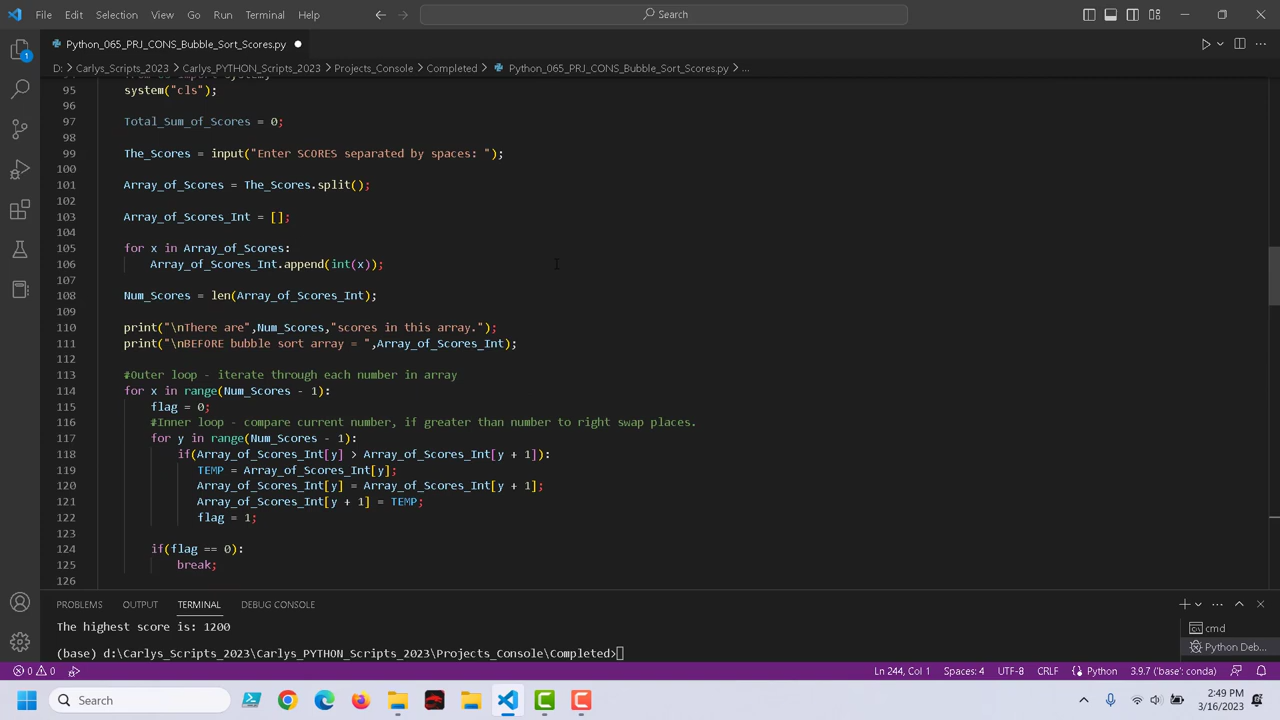 File Edit Selection View Go Run Terminal Help
Search
Python_065_PRJ_CONS_Bubble_Sort_Scores.py
D: > Carlys_Scripts_2023 > Carlys_PYTHON_Scripts_2023 > Projects_Console > Completed > Python_065_PRJ_CONS_Bubble_Sort_Scores.py > ...
94 from os import system;
95 system("cls");
96
97 Total_Sum_of_Scores = 0;
98
99 The_Scores = input("Enter SCORES separated by spaces: ");
100
101 Array_of_Scores = The_Scores.split();
102
103 Array_of_Scores_Int = [];
104
105 for x in Array_of_Scores:
106 Array_of_Scores_Int.append(int(x));
107
108 Num_Scores = len(Array_of_Scores_Int);
109
110 print("\nThere are",Num_Scores,"scores in this array.");
111 print("\nBEFORE bubble sort array = ",Array_of_Scores_Int);
112
113 #Outer loop - iterate through each number in array
114 for x in range(Num_Scores - 1):
115 flag = 0;
116 #Inner loop - compare current number, if greater than number to right swap places.
117 for y in range(Num_Scores - 1):
118 if(Array_of_Scores_Int[y] > Array_of_Scores_Int[y + 1]):
119 TEMP = Array_of_Scores_Int[y];
120 Array_of_Scores_Int[y] = Array_of_Scores_Int[y + 1];
121 Array_of_Scores_Int[y + 1] = TEMP;
122 flag = 1;
123
124 if(flag == 0):
125 break;
126
PROBLEMS OUTPUT TERMINAL DEBUG CONSOLE
The highest score is: 1200
cmd
(base) d:\Carlys_Scripts_2023\Carlys_PYTHON_Scripts_2023\Projects_Console\Completed>
Python Deb...
1
0 0 Ln 244, Col 1 Spaces: 4 UTF-8 CRLF Python 3.9.7 ('base': conda)
Search
2:49 PM
3/16/2023